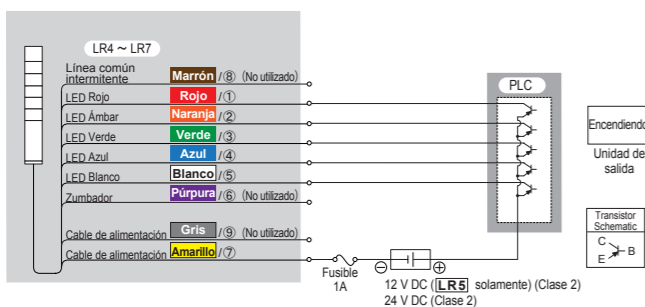 LR4 ～ LR7
Línea común
intermitente
Marrón /⑧ (No utilizado)
LED Rojo Rojo /①
LED Ámbar Naranja /②
LED Verde Verde /③
LED Azul Azul /④
LED Blanco Blanco /⑤
Zumbador Púrpura /⑥ (No utilizado)
Cable de alimentación Gris /⑨ (No utilizado)
Cable de alimentación Amarillo /⑦
Fusible
1A
⊖ ⊕
12 V DC (LR5 solamente) (Clase 2)
24 V DC (Clase 2)
PLC
Encendiendo
Unidad de
salida
Transistor
Schematic
C
B
E